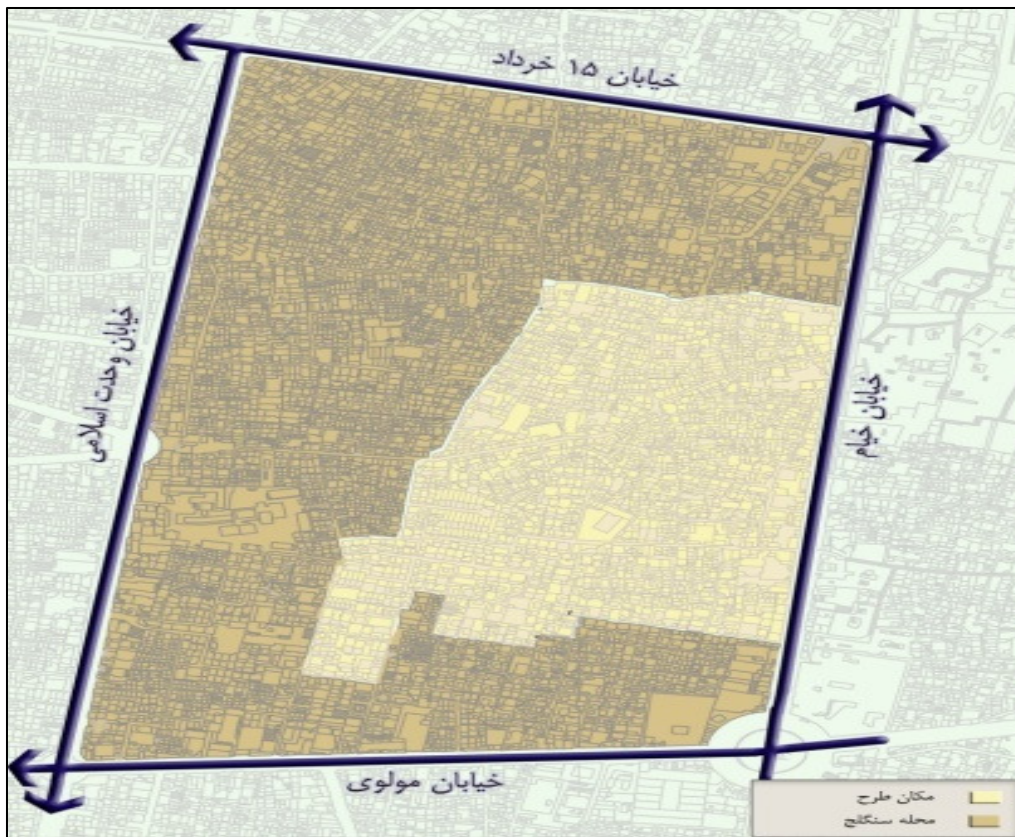 خیابان ۱۵ خرداد
خیابان خیام
خیابان وحدت اسلامی
خیابان مولوی
مکان طرح
محله سنگلج